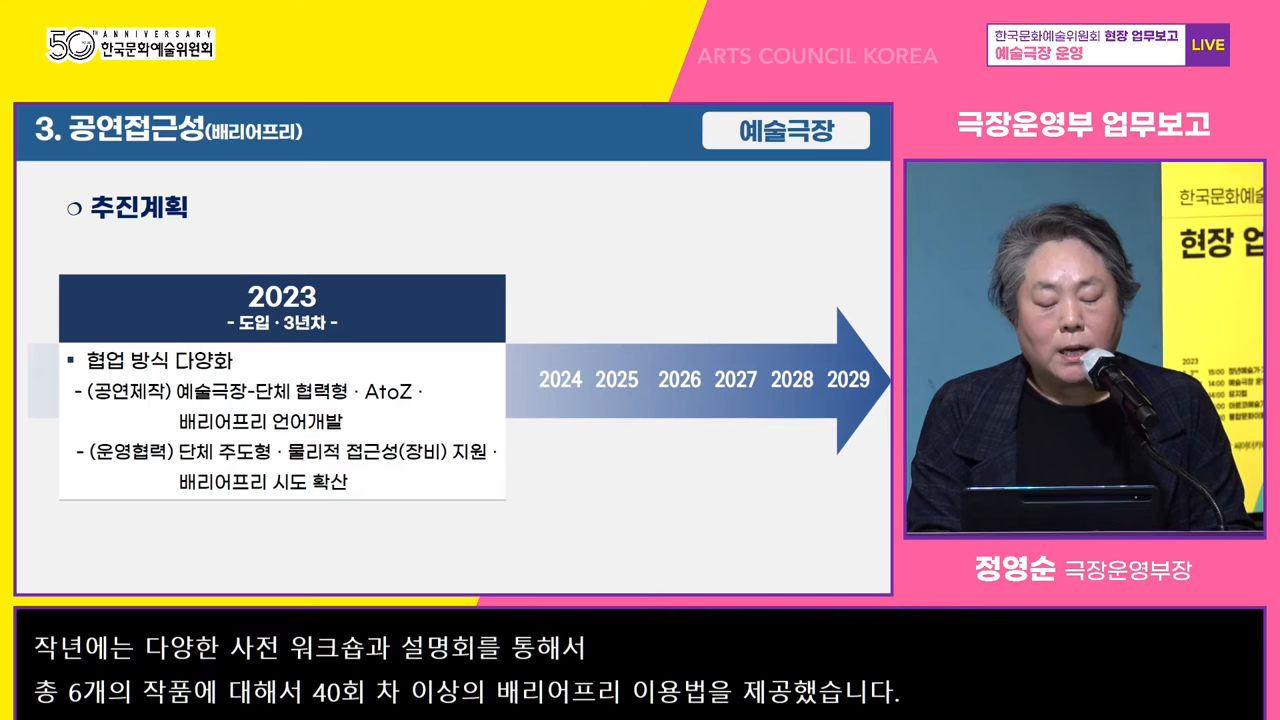 50TH ANNIVERSARY
한국문화예술위원회
ARTS COUNCIL KOREA
한국문화예술위원회 현장 업무보고
예술극장 운영
LIVE
3. 공연접근성(배리어프리)
예술극장
❍ 추진계획
2023
- 도입 · 3년차 -
▪ 협업 방식 다양화
- (공연제작) 예술극장-단체 협력형 · AtoZ ·
배리어프리 언어개발
- (운영협력) 단체 주도형 · 물리적 접근성(장비) 지원 ·
배리어프리 시도 확산
2024 2025 2026 2027 2028 2029
극장운영부 업무보고
한국문화예술
현장 업
2023
15:00
14:00
정영순 극장운영부장
작년에는 다양한 사전 워크숍과 설명회를 통해서
총 6개의 작품에 대해서 40회 차 이상의 배리어프리 이용법을 제공했습니다.